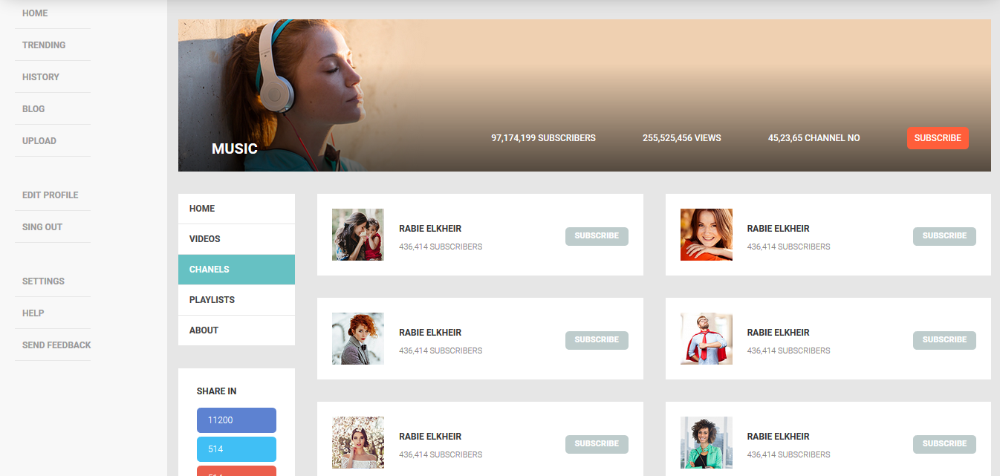 HOME
TRENDING
HISTORY
BLOG
UPLOAD
EDIT PROFILE
SING OUT
SETTINGS
HELP
SEND FEEDBACK
MUSIC
97,174,199 SUBSCRIBERS
255,525,456 VIEWS
45,23,65 CHANNEL NO
SUBSCRIBE
HOME
VIDEOS
CHANELS
PLAYLISTS
ABOUT
SHARE IN
11200
514
RABIE ELKHEIR
436,414 SUBSCRIBERS
SUBSCRIBE
RABIE ELKHEIR
436,414 SUBSCRIBERS
SUBSCRIBE
RABIE ELKHEIR
436,414 SUBSCRIBERS
SUBSCRIBE
RABIE ELKHEIR
436,414 SUBSCRIBERS
SUBSCRIBE
RABIE ELKHEIR
436,414 SUBSCRIBERS
SUBSCRIBE
RABIE ELKHEIR
436,414 SUBSCRIBERS
SUBSCRIBE